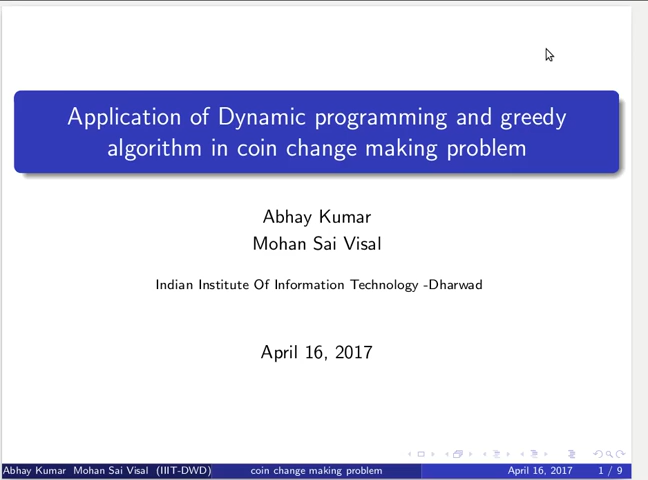 Application of Dynamic programming and greedy
algorithm in coin change making problem
Abhay Kumar
Mohan Sai Visal
Indian Institute Of Information Technology -Dharwad
April 16, 2017
Abhay Kumar Mohan Sai Visal (IIIT-DWD) coin change making problem April 16, 2017 1 / 9